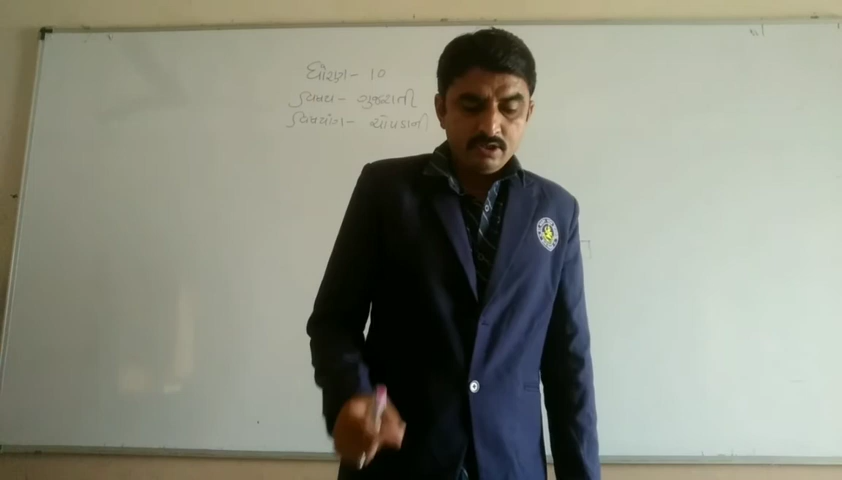 ધોરણ - 10
વિષય - ગુજરાતી
વિષયાંગ - ચોપડાની